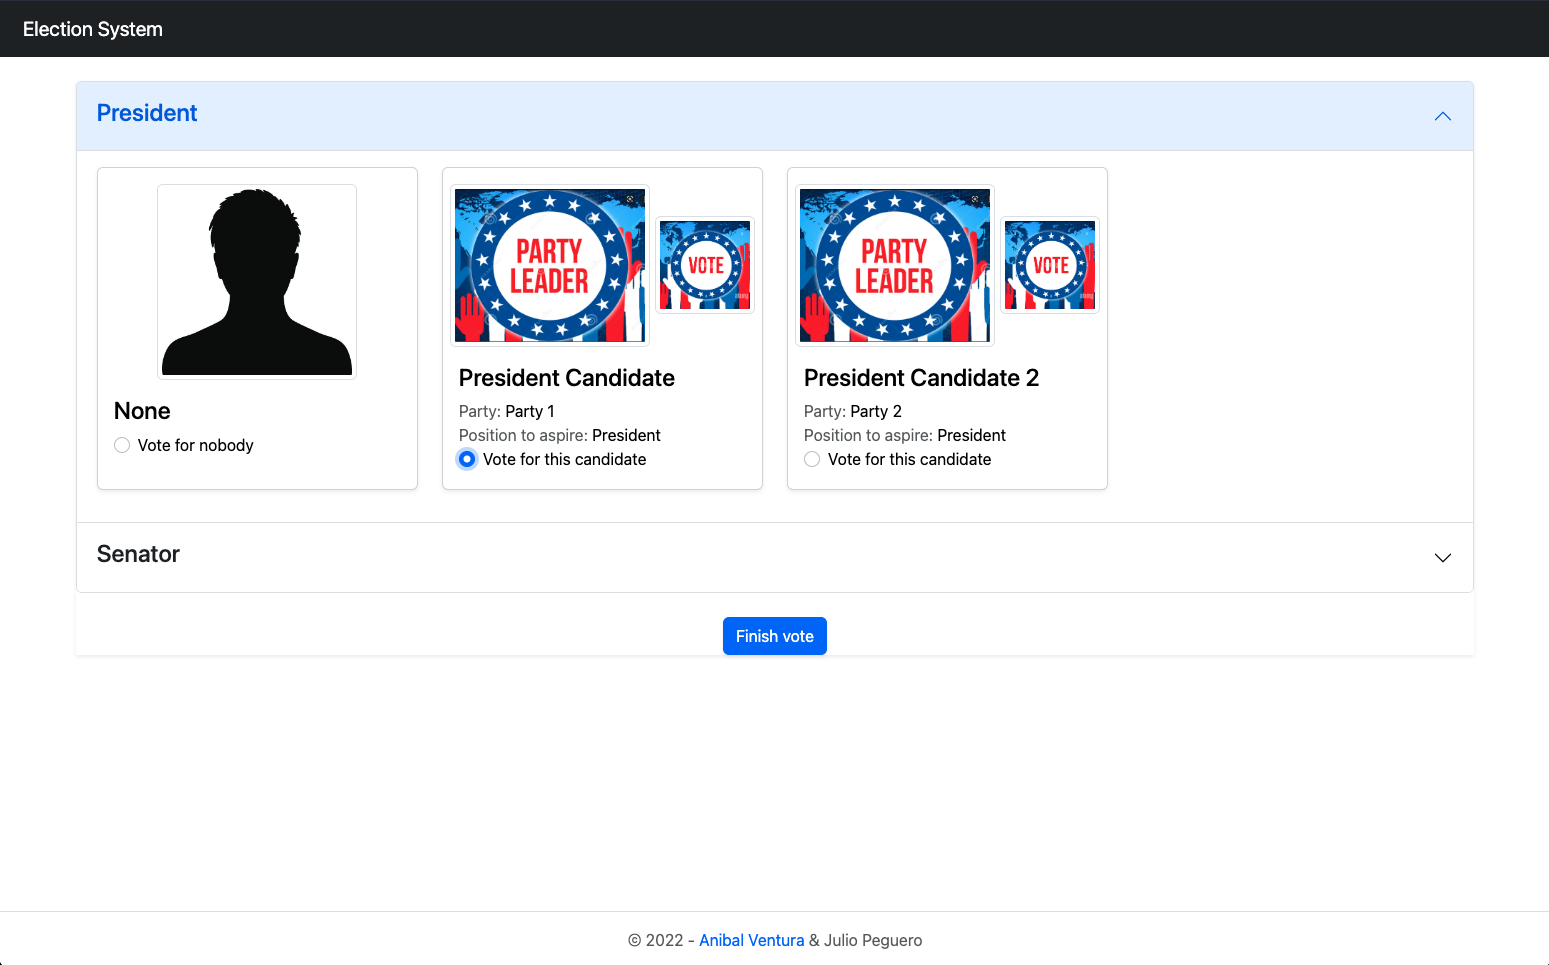 Election System
President
PARTY
LEADER
VOTE
PARTY
LEADER
VOTE
None
Vote for nobody
President Candidate
Party: Party 1
Position to aspire: President
Vote for this candidate
President Candidate 2
Party: Party 2
Position to aspire: President
Vote for this candidate
Senator
Finish vote
© 2022 - Anibal Ventura & Julio Peguero